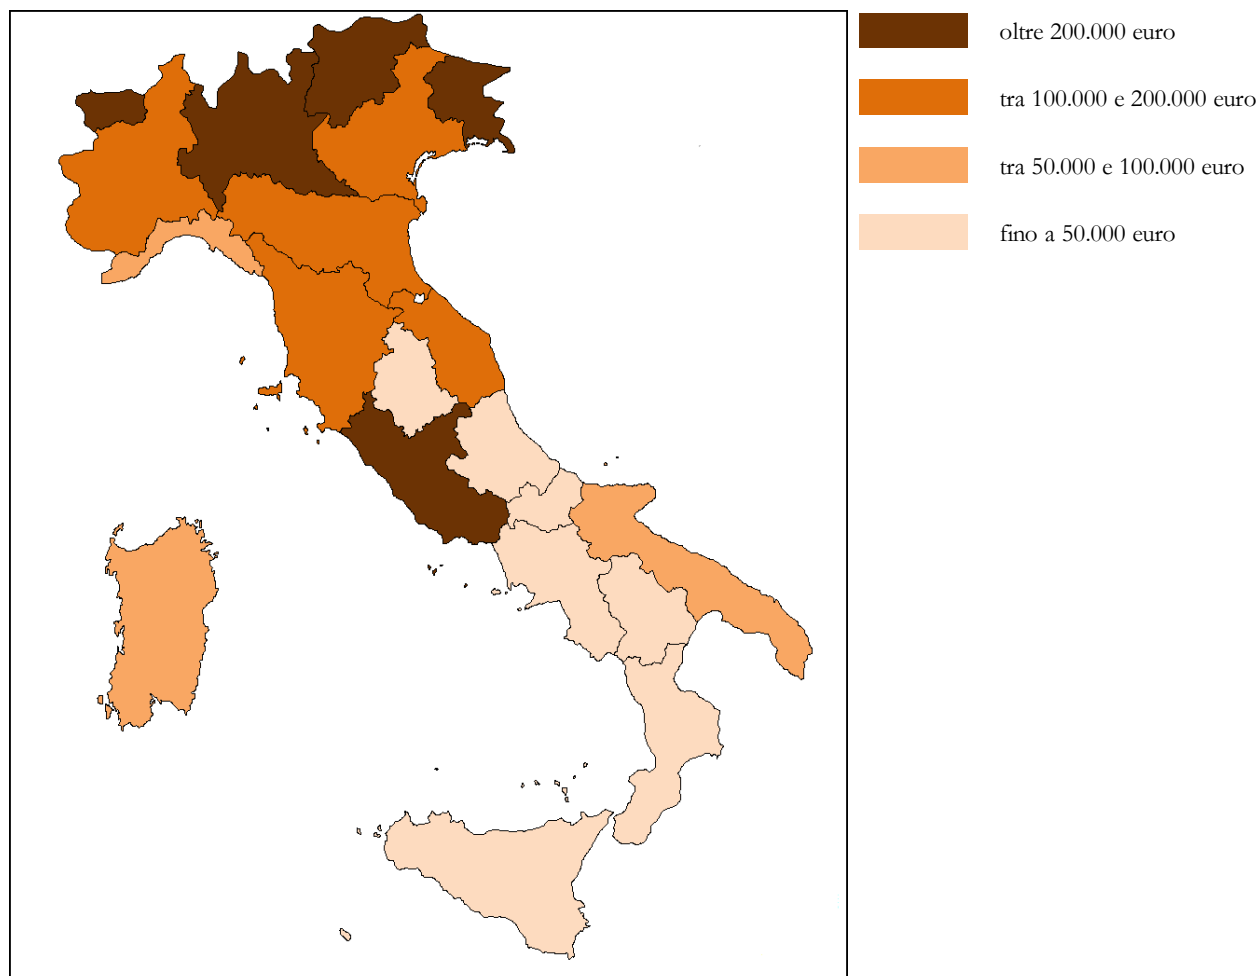 oltre 200.000 euro
tra 100.000 e 200.000 euro
tra 50.000 e 100.000 euro
fino a 50.000 euro